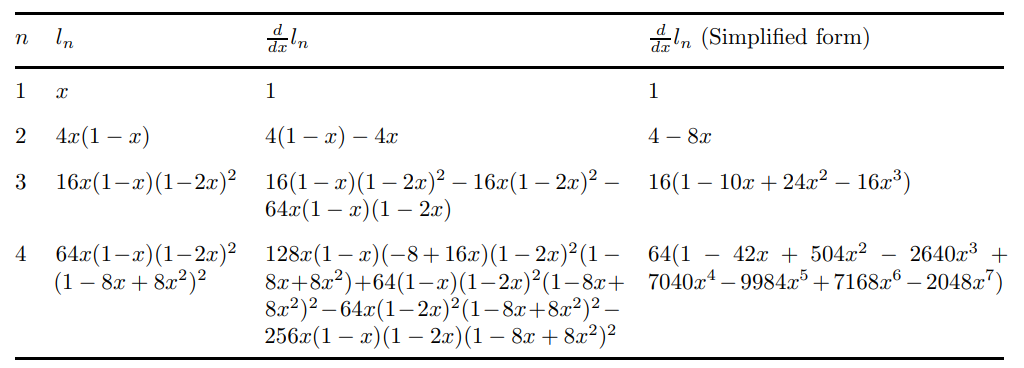 n l_n d/dx l_n d/dx l_n (Simplified form)
1 x 1 1
2 4x(1 − x) 4(1 − x) − 4x 4 − 8x
3 16x(1−x)(1−2x)² 16(1 − x)(1 − 2x)² − 16x(1 − 2x)² − 16(1 − 10x + 24x² − 16x³)
64x(1 − x)(1 − 2x)
4 64x(1−x)(1−2x)² 128x(1 − x)(−8 + 16x)(1 − 2x)²(1 − 64(1 − 42x + 504x² − 2640x³ +
(1 − 8x + 8x²)² 8x+8x²)+64(1−x)(1−2x)²(1−8x+ 7040x⁴ − 9984x⁵ + 7168x⁶ − 2048x⁷)
8x²)² − 64x(1−2x)²(1−8x+8x²)² −
256x(1 − x)(1 − 2x)(1 − 8x + 8x²)²